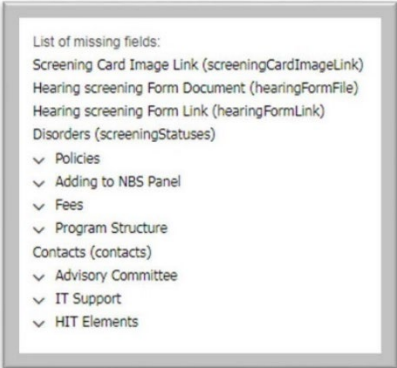 List of missing fields:
Screening Card Image Link (screeningCardImageLink)
Hearing screening Form Document (hearingFormFile)
Hearing screening Form Link (hearingFormLink)
Disorders (screeningStatuses)
Policies
Adding to NBS Panel
Fees
Program Structure
Contacts (contacts)
Advisory Committee
IT Support
HIT Elements